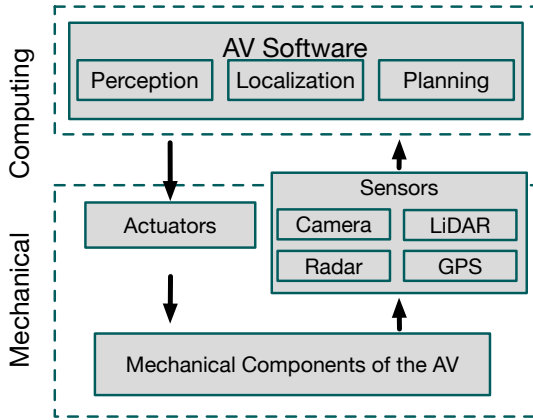 Computing
AV Software
Perception
Localization
Planning
Mechanical
Sensors
Camera
LiDAR
Radar
GPS
Actuators
Mechanical Components of the AV